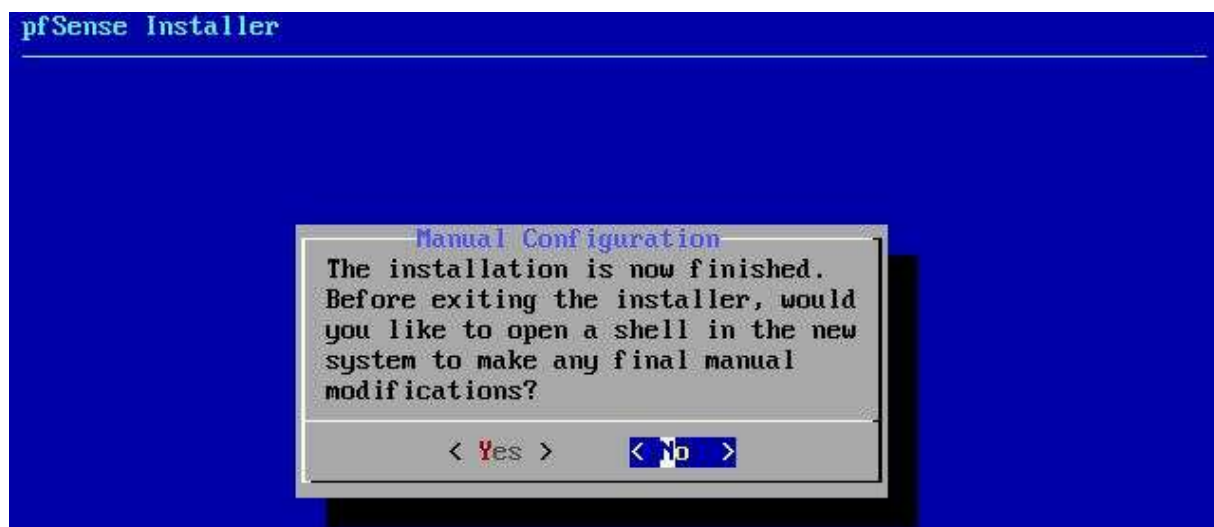 pfSense Installer
Manual Configuration
The installation is now finished.
Before exiting the installer, would
you like to open a shell in the new
system to make any final manual
modifications?
< Yes > < No >